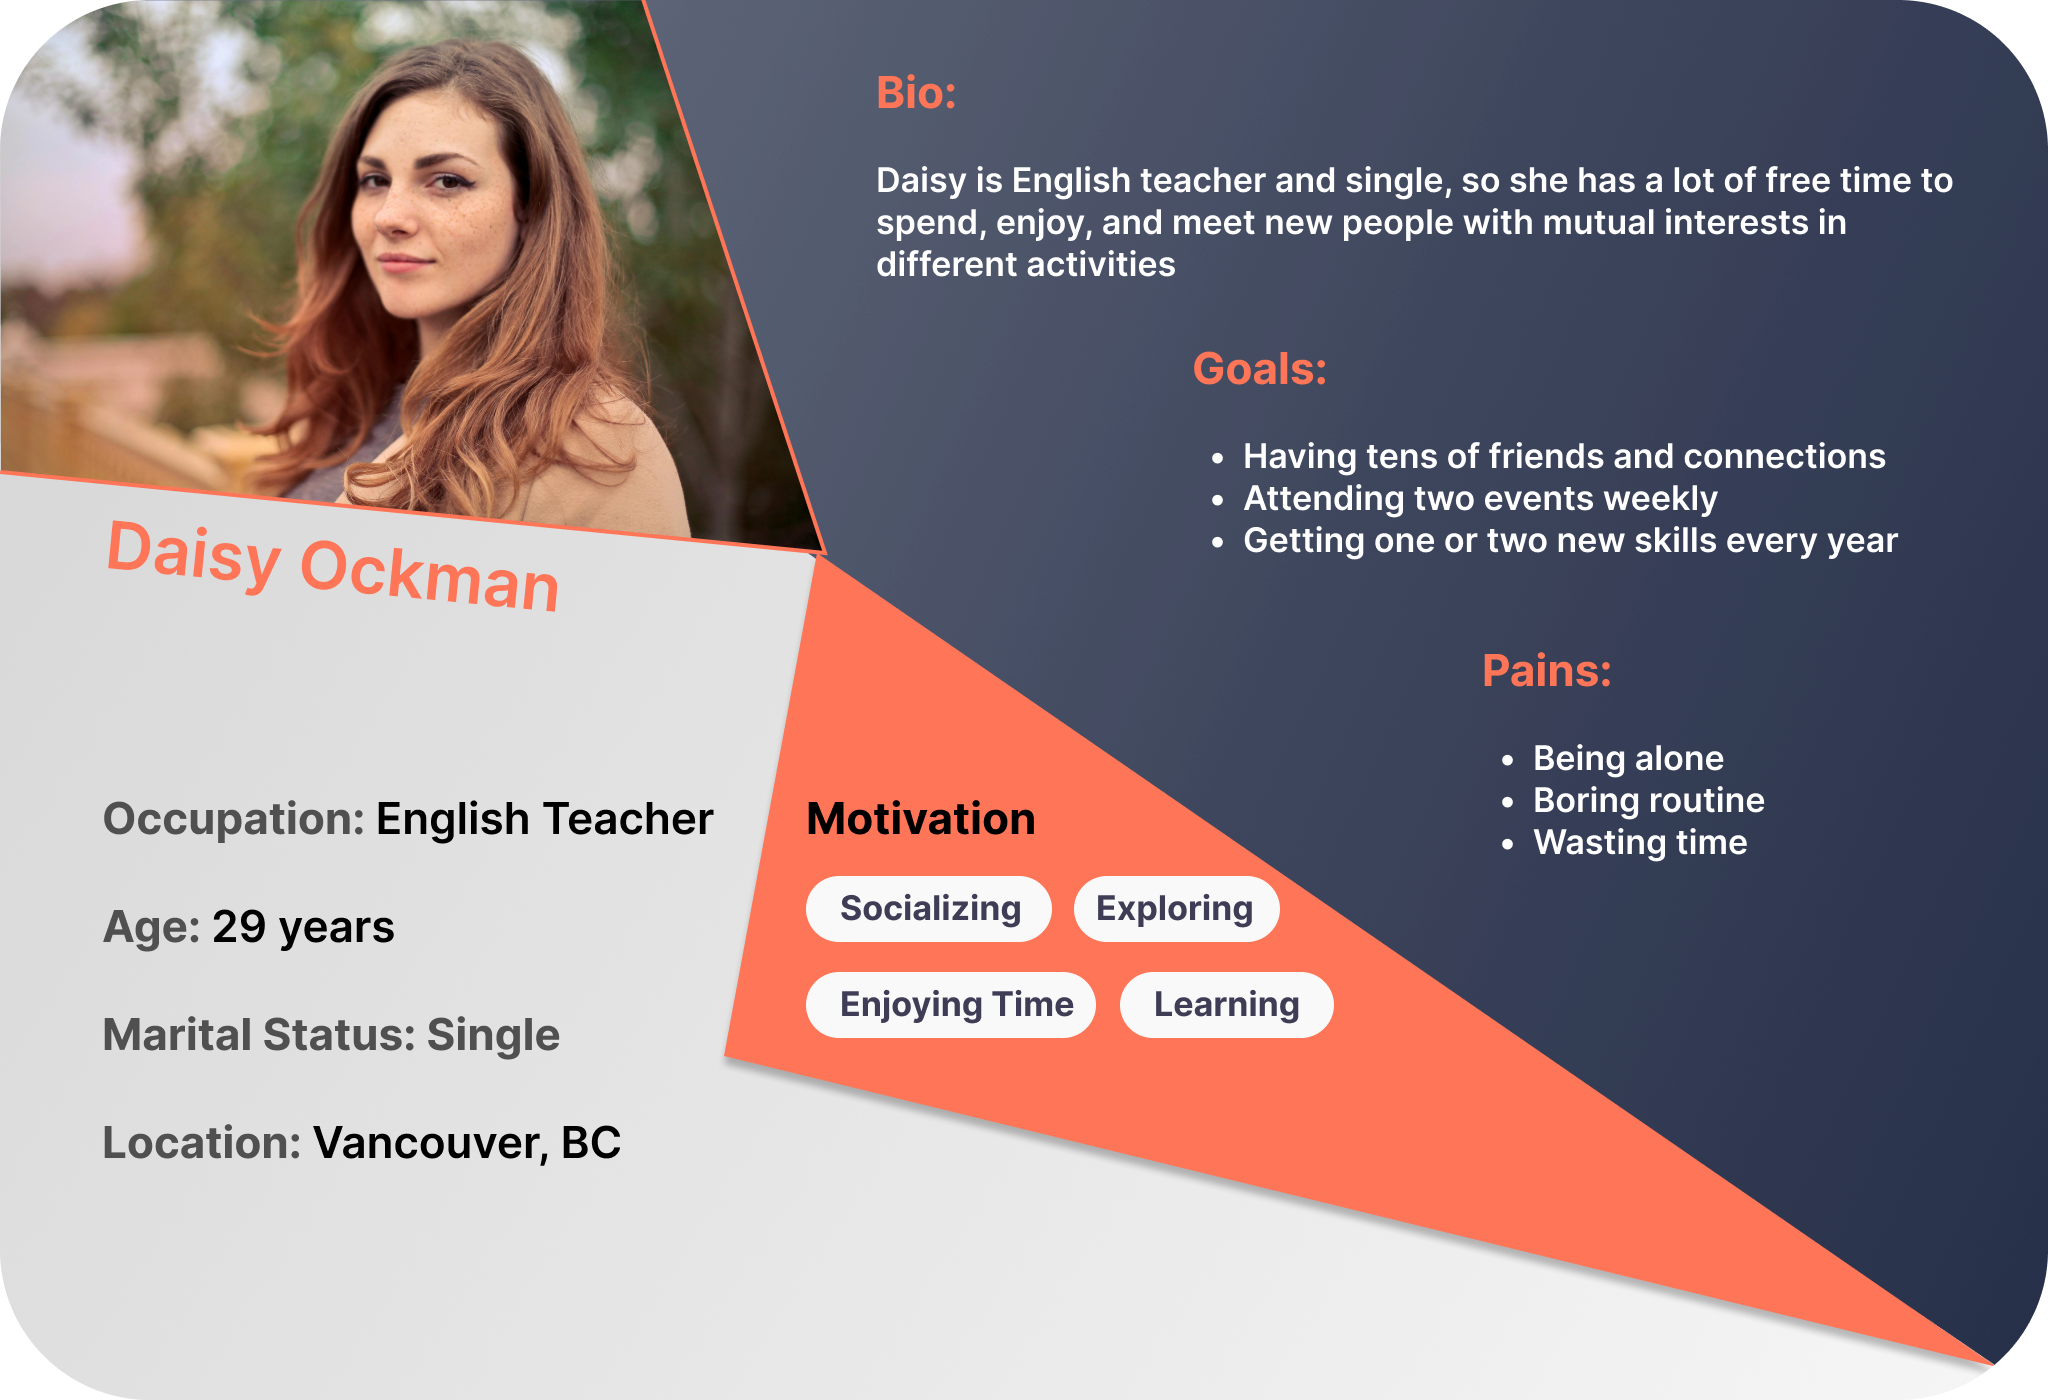 Daisy Ockman
Occupation: English Teacher
Age: 29 years
Marital Status: Single
Location: Vancouver, BC
Bio:
Daisy is English teacher and single, so she has a lot of free time to
spend, enjoy, and meet new people with mutual interests in
different activities
Goals:
• Having tens of friends and connections
• Attending two events weekly
• Getting one or two new skills every year
Pains:
• Being alone
• Boring routine
• Wasting time
Motivation
Socializing Exploring
Enjoying Time Learning